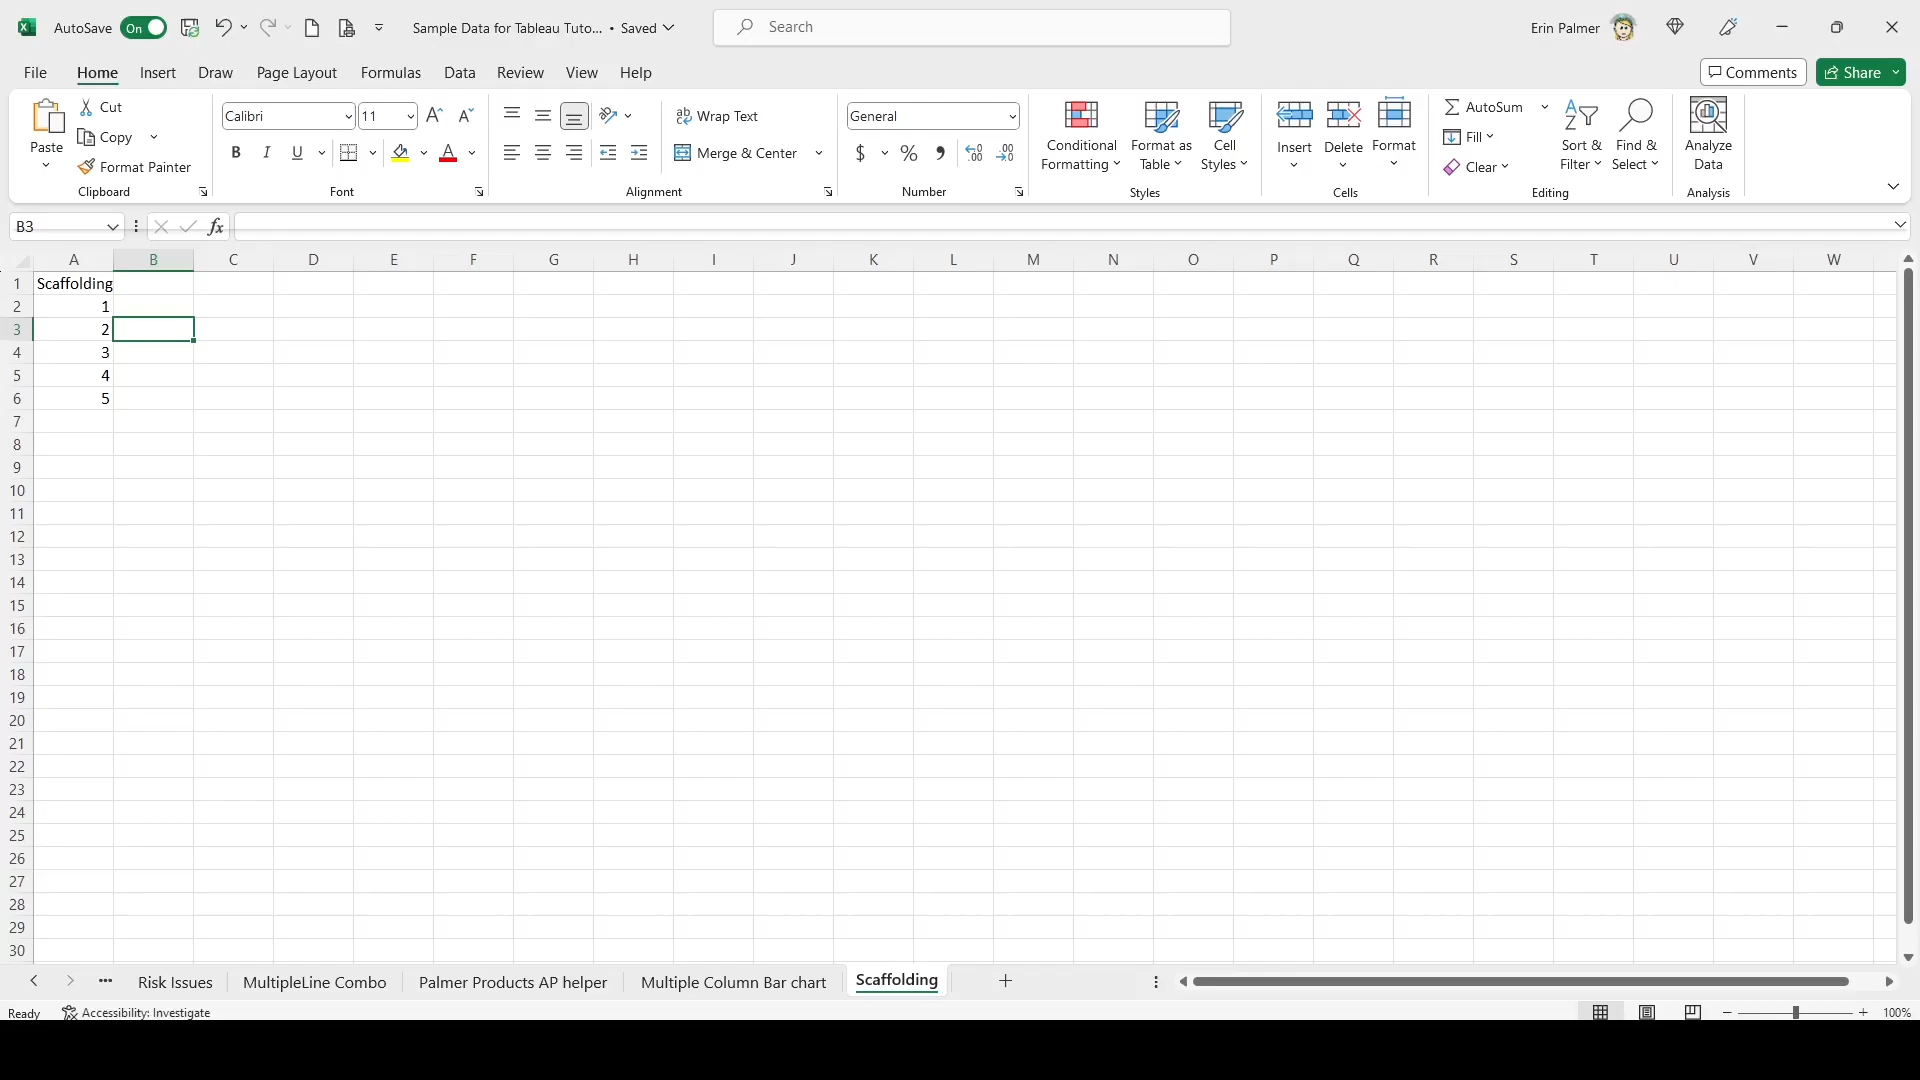 AutoSave On Sample Data for Tableau Tuto... • Saved Search Erin Palmer
File Home Insert Draw Page Layout Formulas Data Review View Help Comments Share
Paste Cut Copy Format Painter Clipboard
Calibri 11 B I U A Font
ab Wrap Text Merge & Center Alignment
General $ % Number
Conditional Formatting Format as Table Cell Styles Styles
Insert Delete Format Cells
AutoSum Fill Clear Sort & Filter Find & Select Editing
Analyze Data Analysis
B3 fx
A B C D E F G H I J K L M N O P Q R S T U V W
1 Scaffolding
2 1
3 2
4 3
5 4
6 5
7
8
9
10
11
12
13
14
15
16
17
18
19
20
21
22
23
24
25
26
27
28
29
30
Risk Issues MultipleLine Combo Palmer Products AP helper Multiple Column Bar chart Scaffolding
Ready Accessibility: Investigate 100%